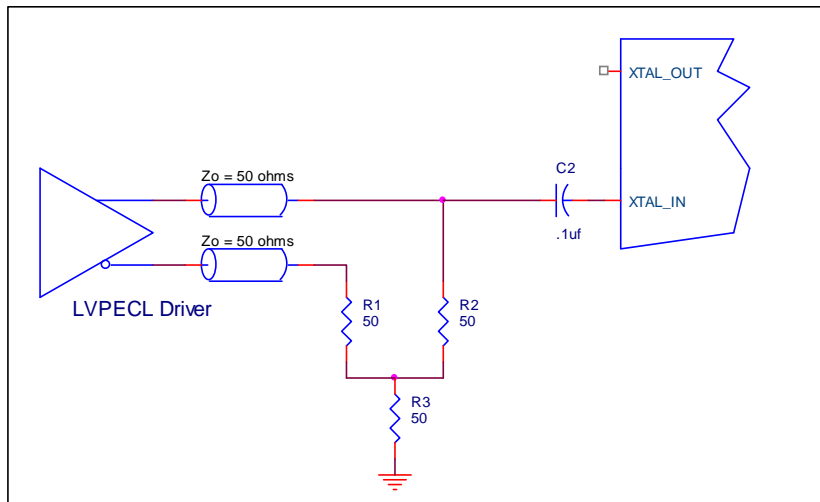 XTAL_OUT
Zo = 50 ohms
C2
.1uf
XTAL_IN
Zo = 50 ohms
LVPECL Driver
R1
50
R2
50
R3
50